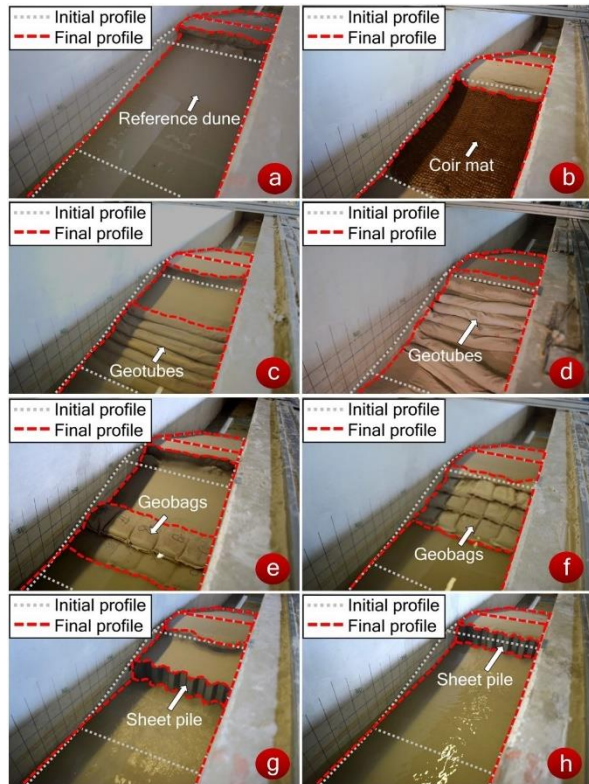 Initial profile
Final profile
Reference dune
a
Initial profile
Final profile
Coir mat
b
Initial profile
Final profile
Geotubes
c
Initial profile
Final profile
Geotubes
d
Initial profile
Final profile
Geobags
e
Initial profile
Final profile
Geobags
f
Initial profile
Final profile
Sheet pile
g
Initial profile
Final profile
Sheet pile
h